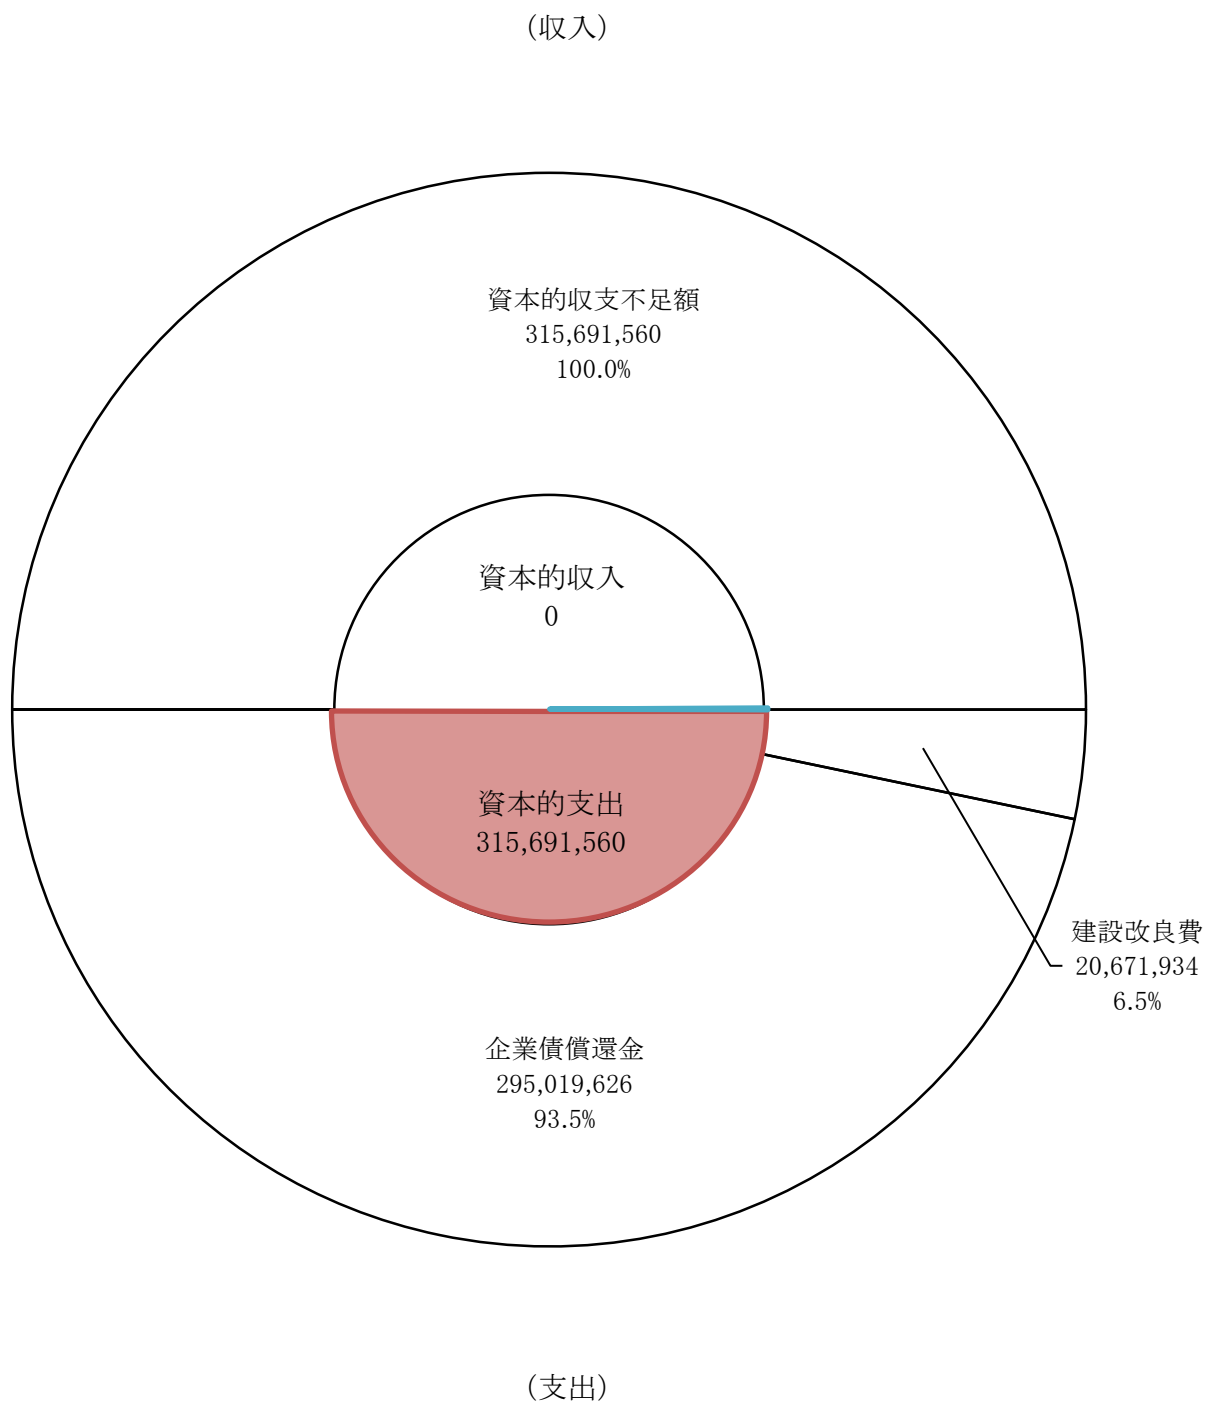 (収入)
資本的収支不足額
315,691,560
100.0%
資本的収入
0
資本的支出
315,691,560
建設改良費
20,671,934
6.5%
企業債償還金
295,019,626
93.5%
(支出)